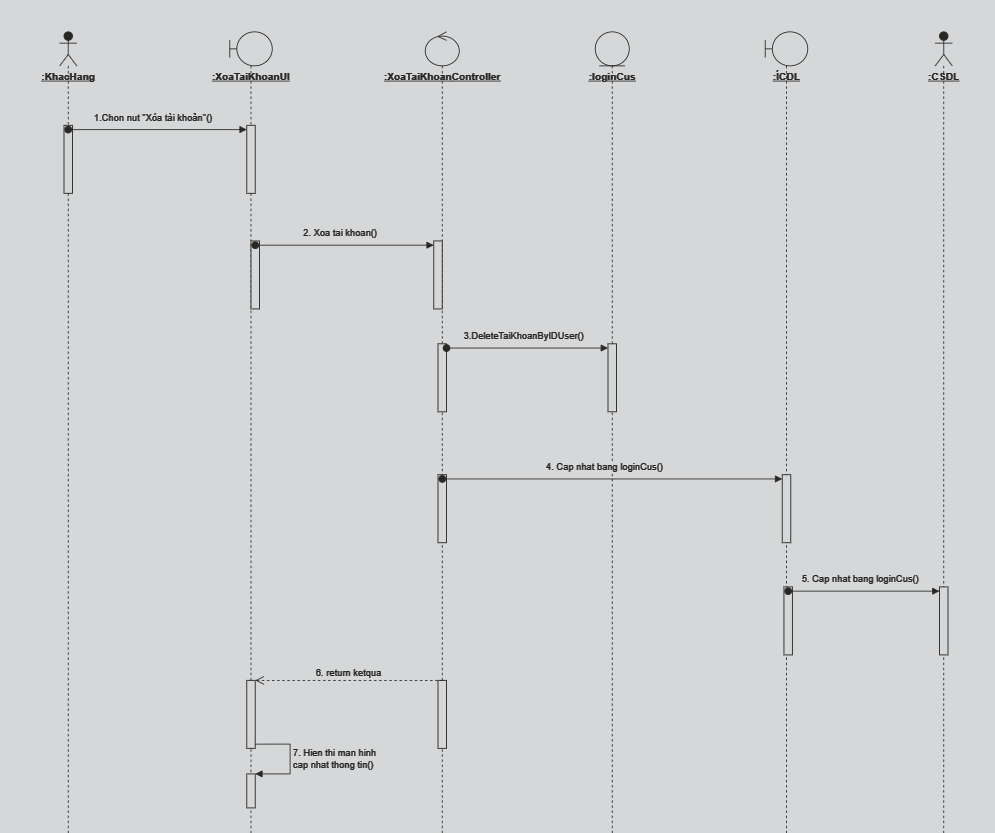 :KhachHang
:XoaTaiKhoanUI
:XoaTaiKhoanController
:loginCus
:ICDL
:CSDL
1.Chon nut "Xóa tài khoản"()
2. Xoa tai khoan()
3.DeleteTaiKhoanByIDUser()
4. Cap nhat bang loginCus()
5. Cap nhat bang loginCus()
6. return ketqua
7. Hien thi man hinh
cap nhat thong tin()